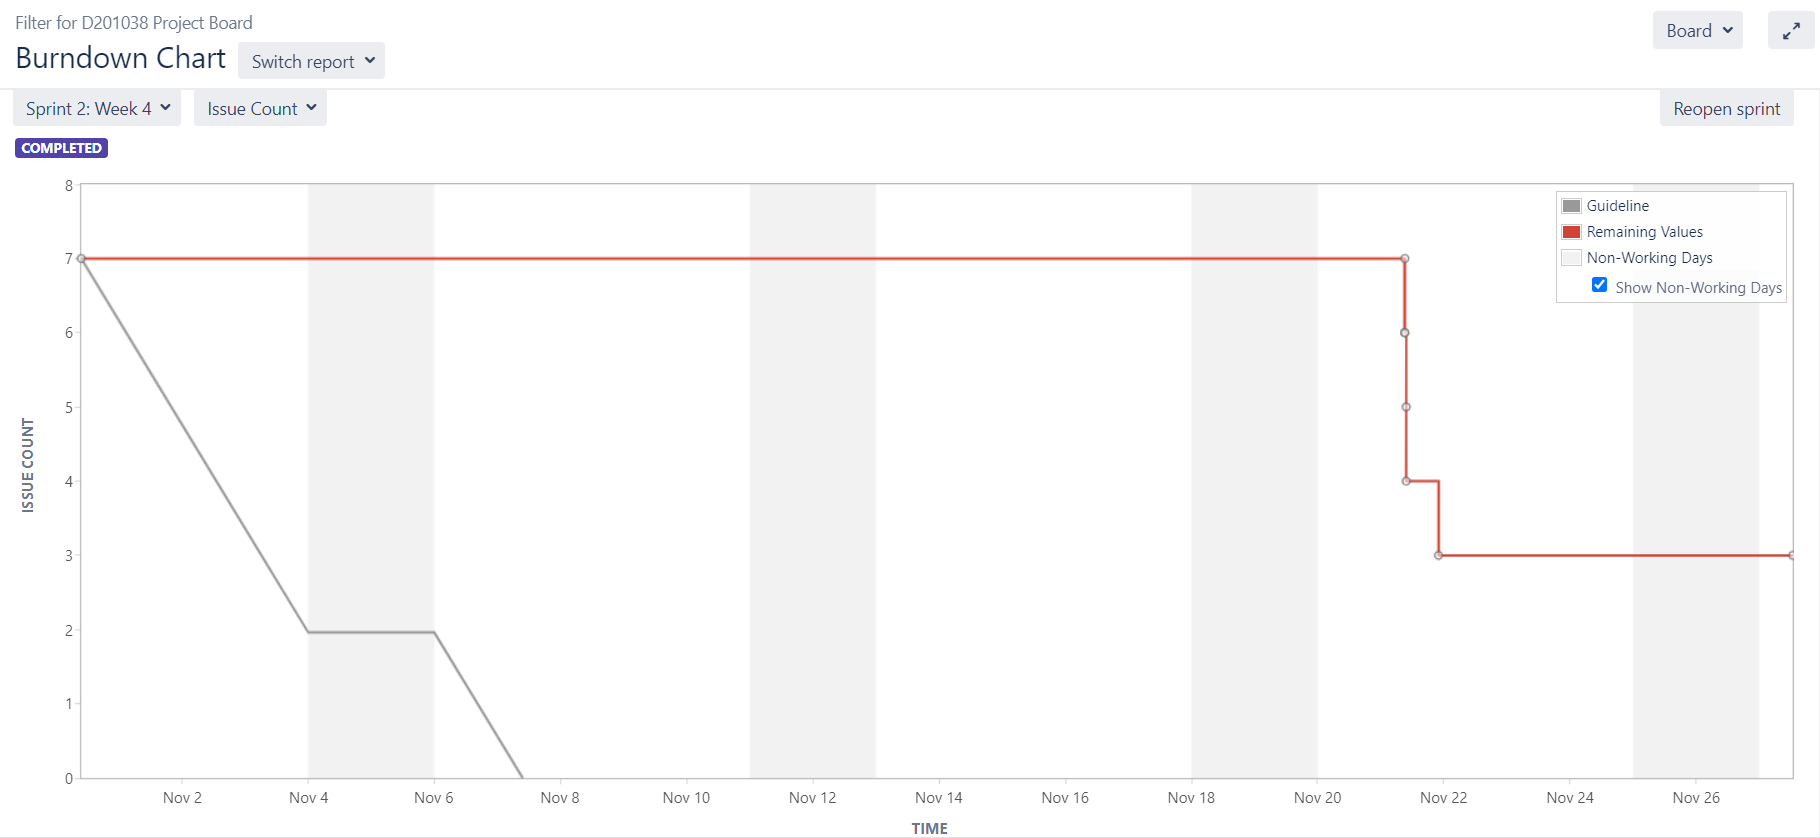 Filter for D201038 Project Board
Burndown Chart
Switch report
Board
Sprint 2: Week 4
Issue Count
Reopen sprint
COMPLETED
8
7
6
5
4
3
2
1
0
ISSUE COUNT
Guideline
Remaining Values
Non-Working Days
Show Non-Working Days
Nov 2 Nov 4 Nov 6 Nov 8 Nov 10 Nov 12 Nov 14 Nov 16 Nov 18 Nov 20 Nov 22 Nov 24 Nov 26
TIME